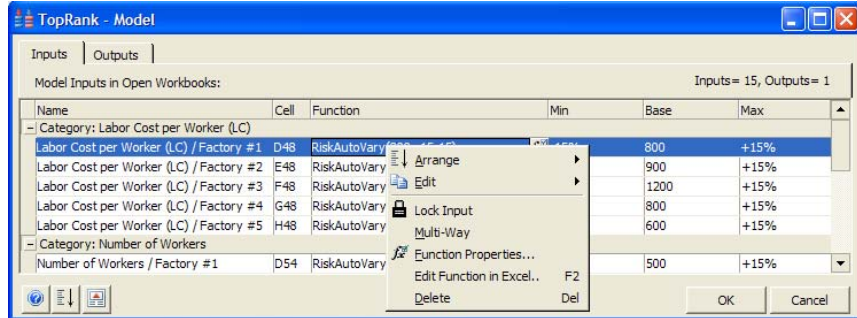 TopRank - Model
Inputs Outputs
Model Inputs in Open Workbooks: Inputs= 15, Outputs= 1
Name Cell Function Min Base Max
Category: Labor Cost per Worker (LC)
Labor Cost per Worker (LC) / Factory #1 D48 RiskAutoVary 800 +15%
Labor Cost per Worker (LC) / Factory #2 E48 RiskAutoVary 900 +15%
Labor Cost per Worker (LC) / Factory #3 F48 RiskAutoVary 1200 +15%
Labor Cost per Worker (LC) / Factory #4 G48 RiskAutoVary 800 +15%
Labor Cost per Worker (LC) / Factory #5 H48 RiskAutoVary 600 +15%
Category: Number of Workers
Number of Workers / Factory #1 D54 RiskAutoVary 500 +15%
Arrange
Edit
Lock Input
Multi-Way
Function Properties...
Edit Function in Excel.. F2
Delete Del
OK Cancel